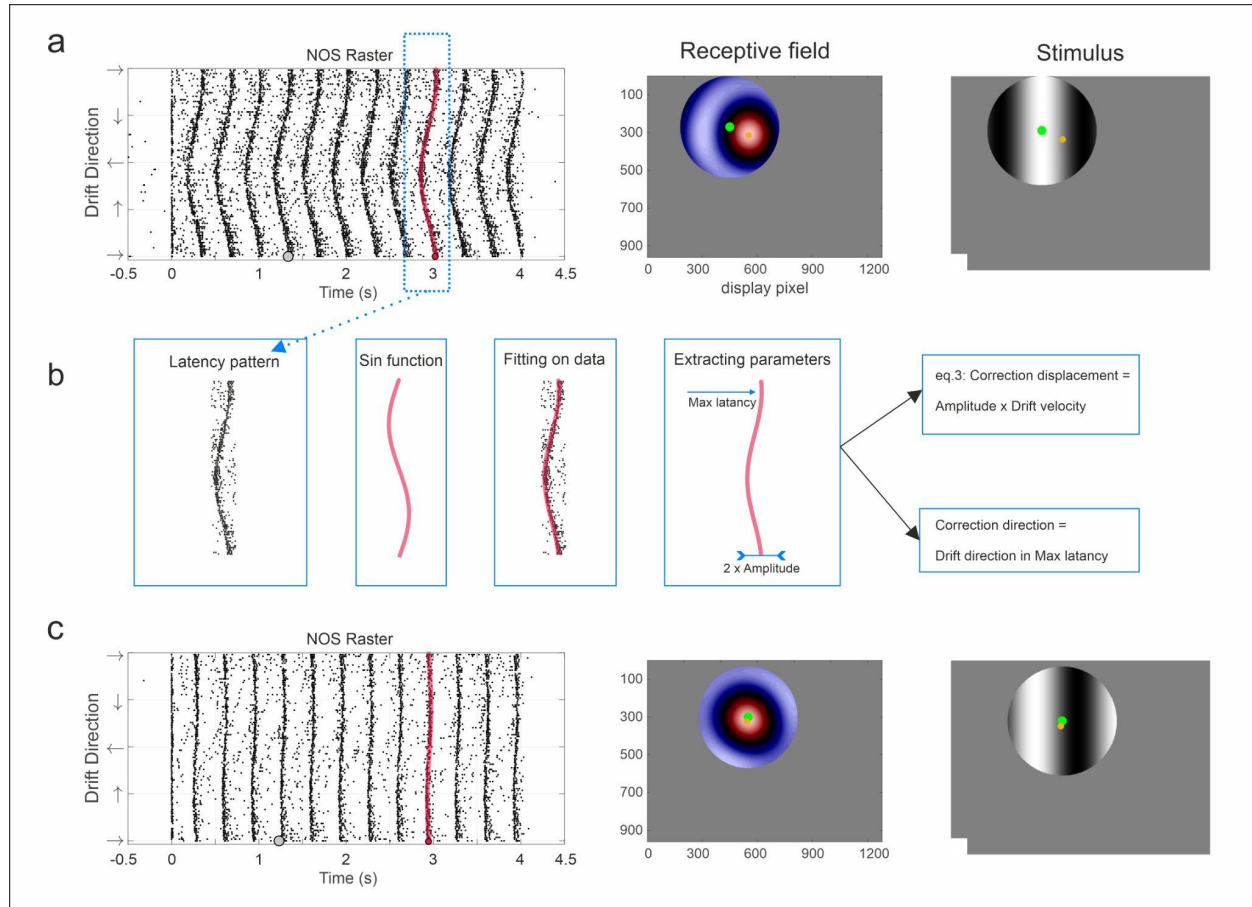 a
NOS Raster
Receptive field
Stimulus
Drift Direction
→
↓
←
↑
→
100
300
500
700
900
-0.5 0 1 2 3 4 4.5
Time (s)
0 300 600 900 1200
display pixel
b
Latency pattern
Sin function
Fitting on data
Extracting parameters
Max latancy
2 x Amplitude
eq.3: Correction displacement =
Amplitude x Drift velocity
Correction direction =
Drift direction in Max latancy
c
NOS Raster
Drift Direction
→
↓
←
↑
→
100
300
500
700
900
-0.5 0 1 2 3 4 4.5
Time (s)
0 300 600 900 1200